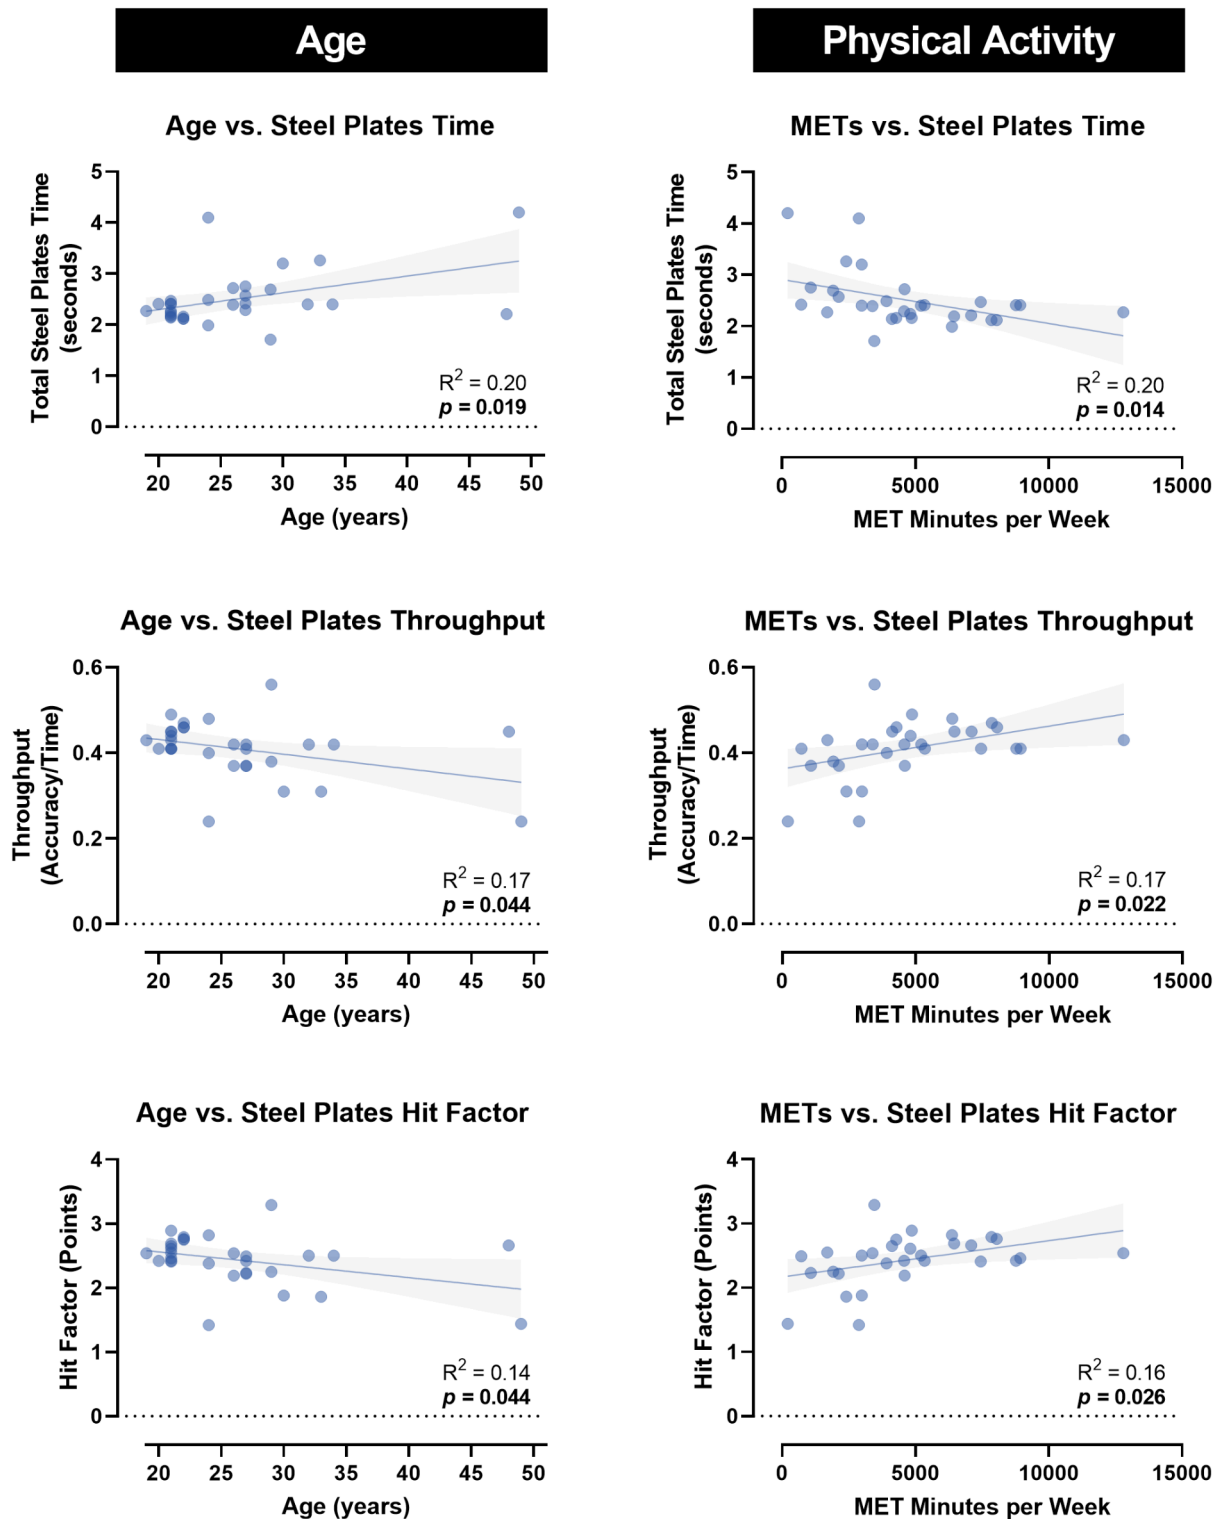 Age
Physical Activity
Age vs. Steel Plates Time
Total Steel Plates Time
(seconds)
5
4
3
2
1
0
R² = 0.20
p = 0.019
20 25 30 35 40 45 50
Age (years)
METs vs. Steel Plates Time
Total Steel Plates Time
(seconds)
5
4
3
2
1
0
R² = 0.20
p = 0.014
0 5000 10000 15000
MET Minutes per Week
Age vs. Steel Plates Throughput
Throughput
(Accuracy/Time)
0.6
0.4
0.2
0.0
R² = 0.17
p = 0.044
20 25 30 35 40 45 50
Age (years)
METs vs. Steel Plates Throughput
Throughput
(Accuracy/Time)
0.6
0.4
0.2
0.0
R² = 0.17
p = 0.022
0 5000 10000 15000
MET Minutes per Week
Age vs. Steel Plates Hit Factor
Hit Factor (Points)
4
3
2
1
0
R² = 0.14
p = 0.044
20 25 30 35 40 45 50
Age (years)
METs vs. Steel Plates Hit Factor
Hit Factor (Points)
4
3
2
1
0
R² = 0.16
p = 0.026
0 5000 10000 15000
MET Minutes per Week